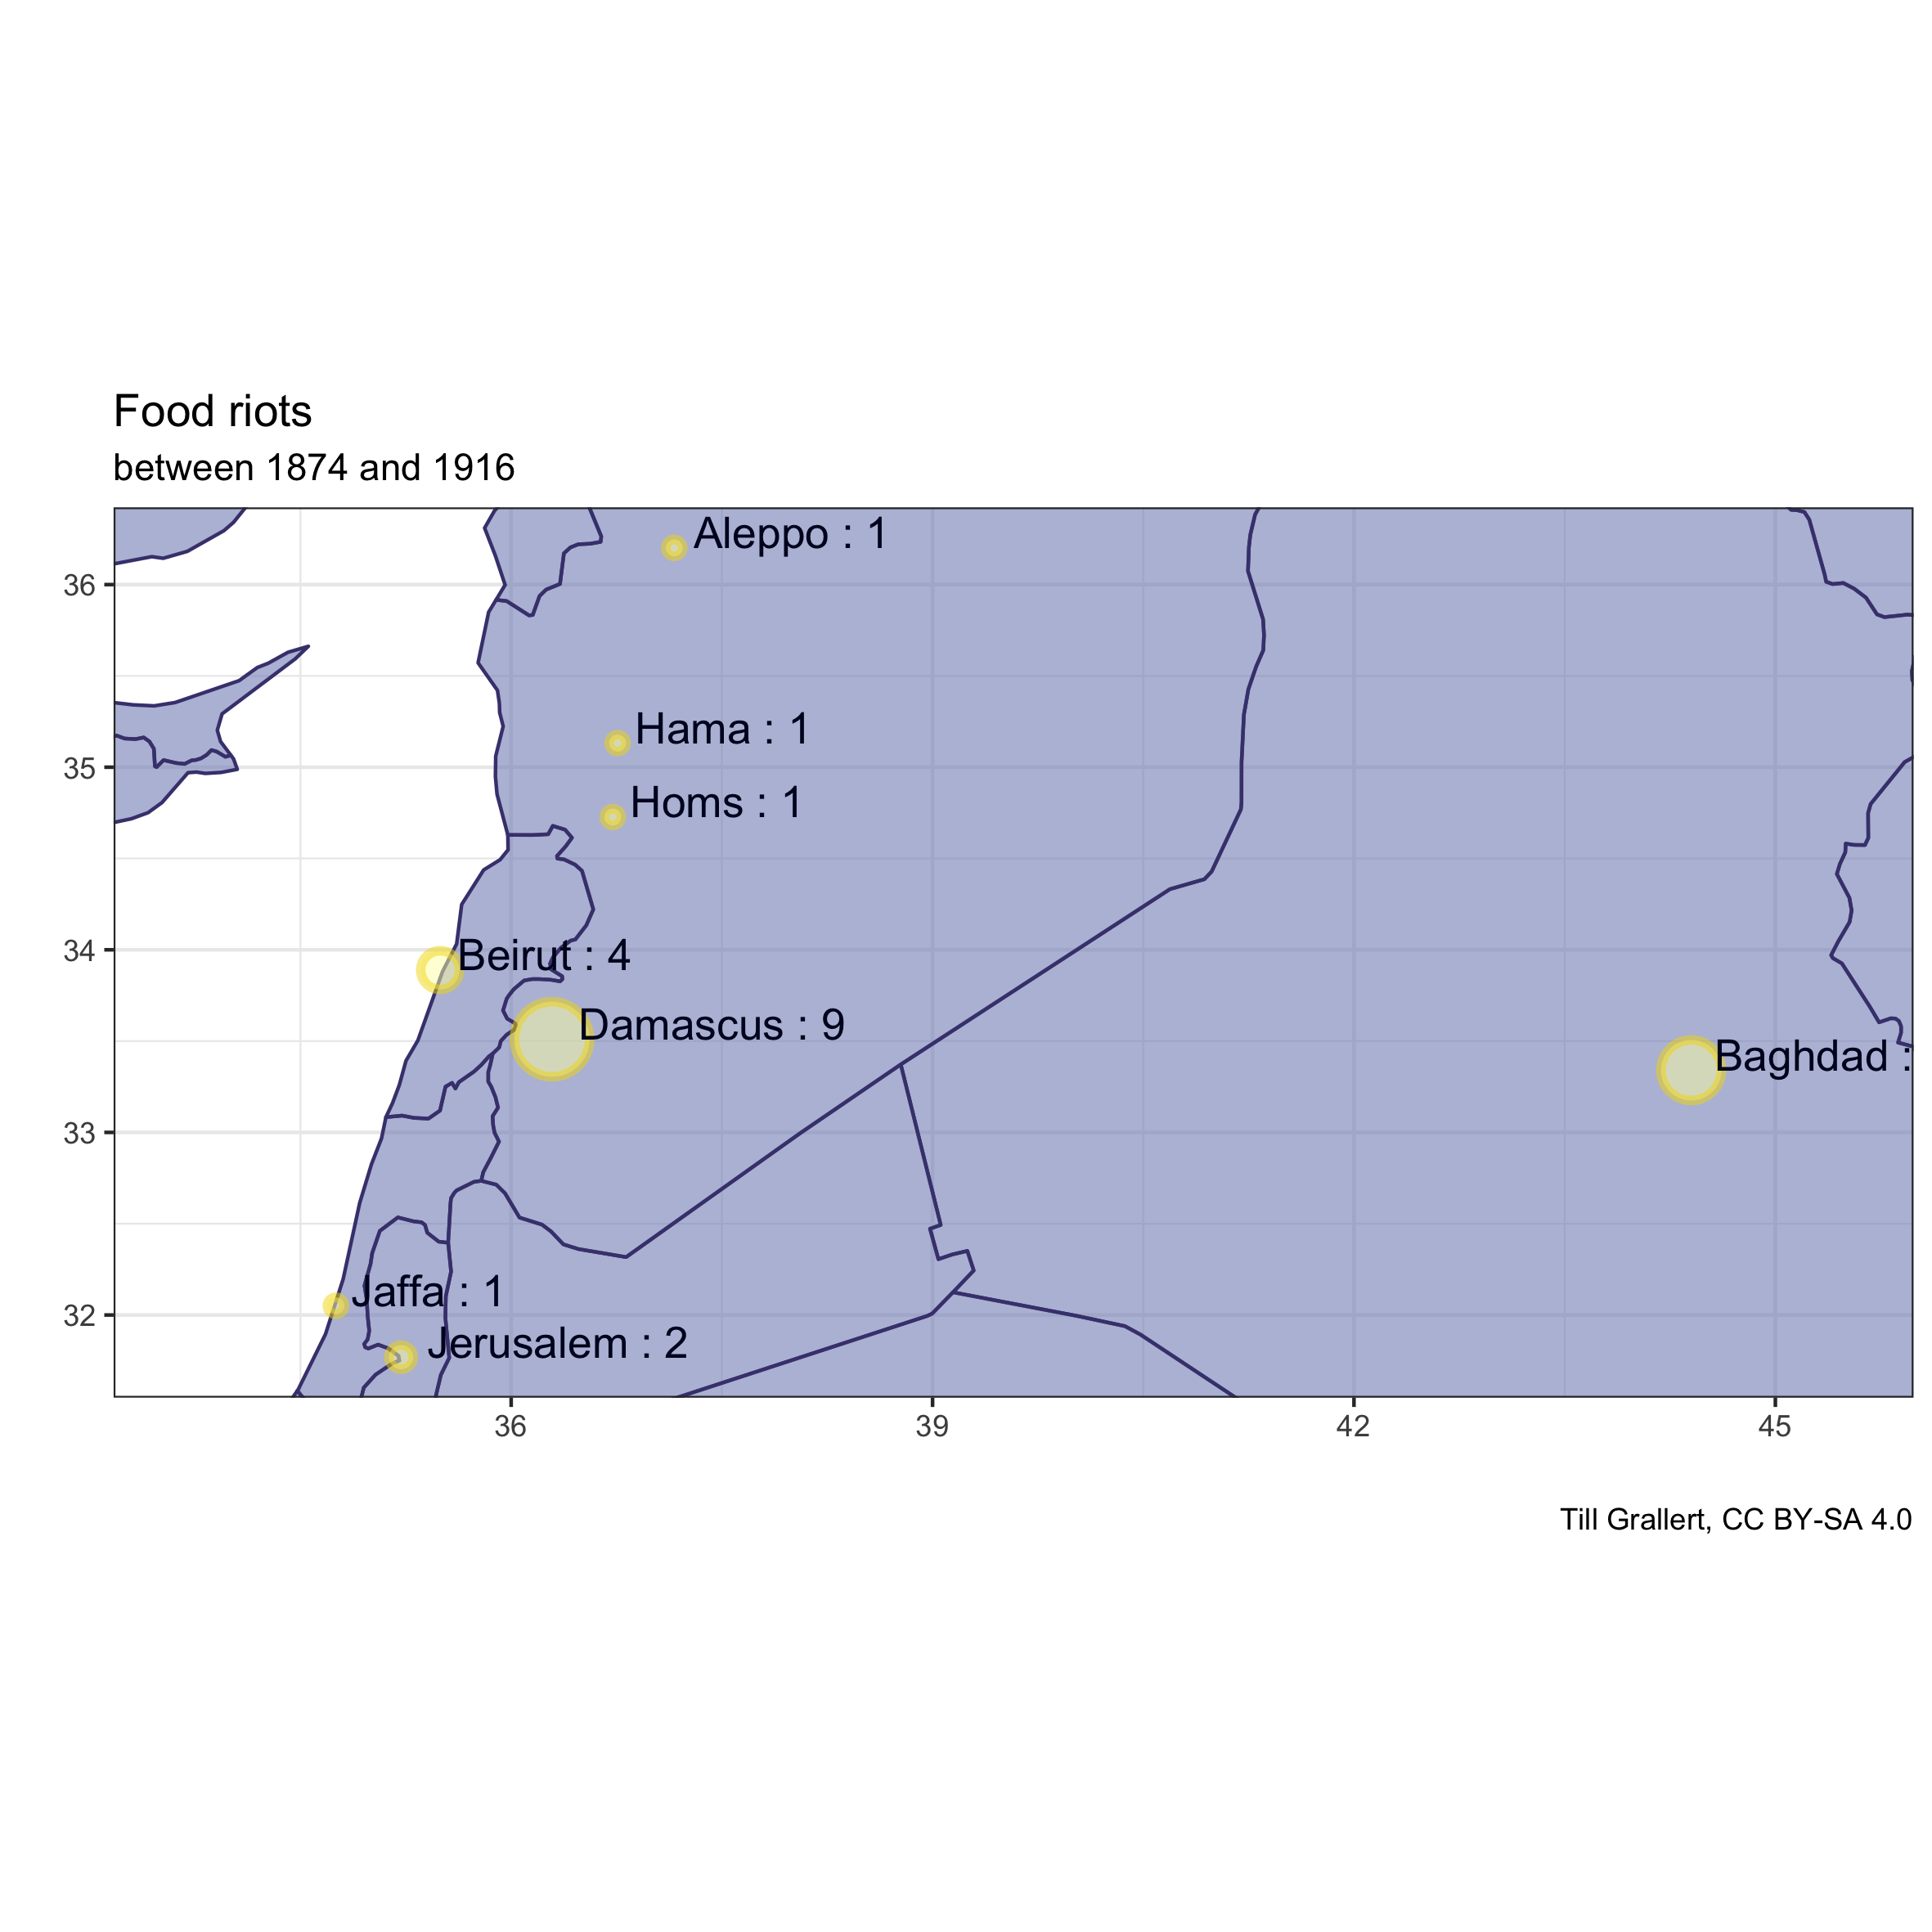 Food riots
between 1874 and 1916
Aleppo : 1
36
Hama : 1
35
Homs : 1
34
Beirut : 4
Damascus : 9
Baghdad :
33
32
Jaffa : 1
Jerusalem : 2
36
39
42
45
Till Grallert, CC BY-SA 4.0